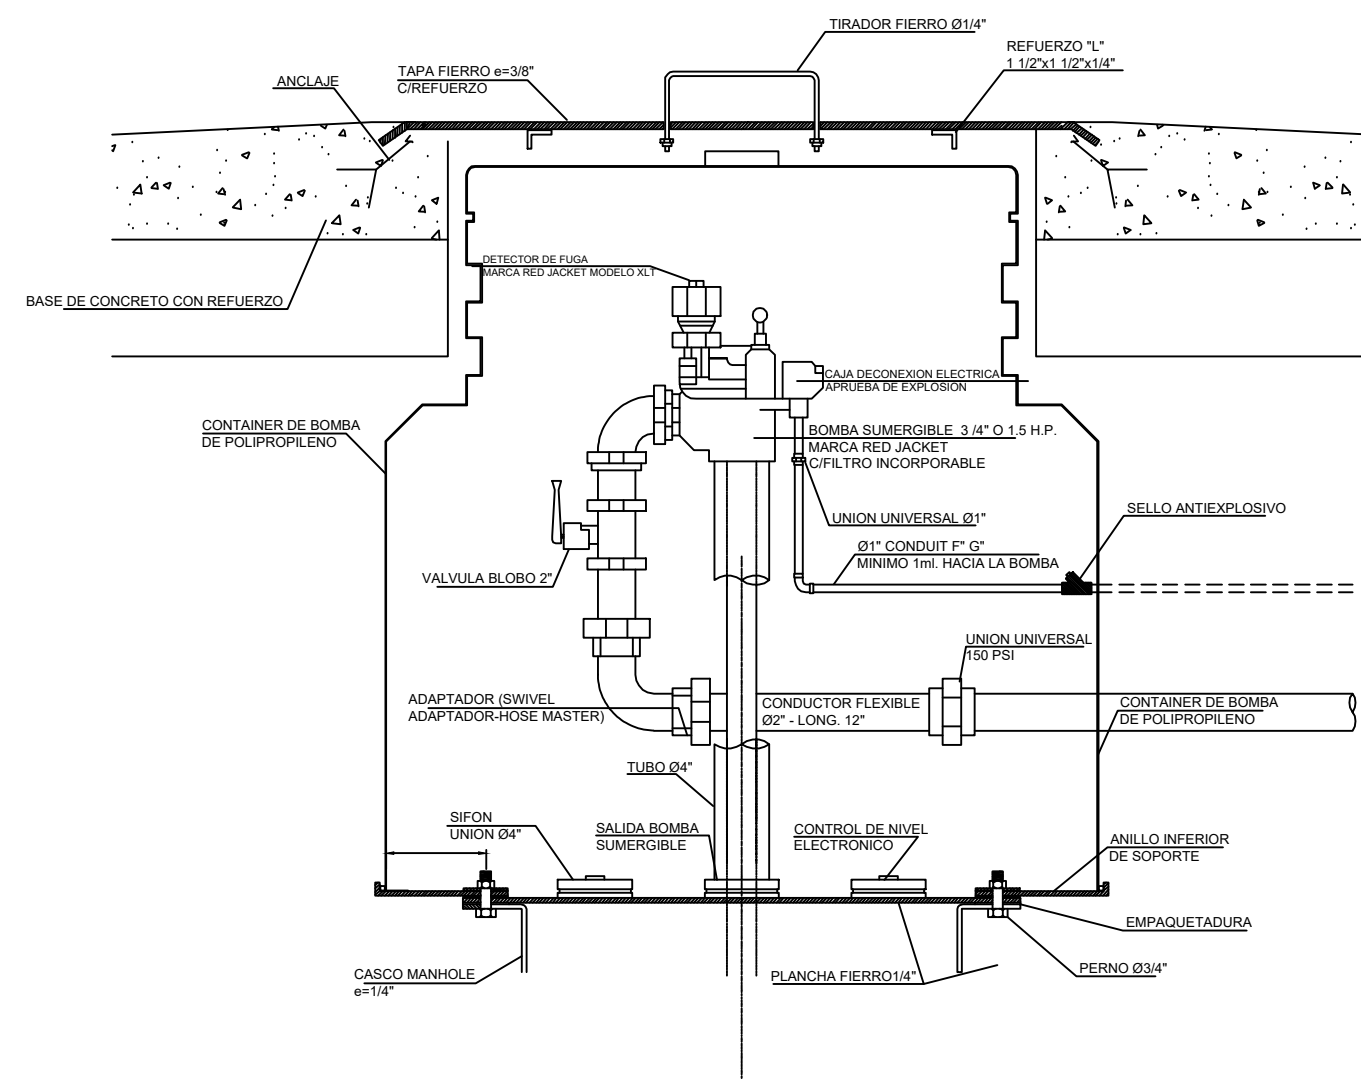 TIRADOR FIERRO Ø1/4"
REFUERZO "L"
1 1/2"x1 1/2"x1/4"
TAPA FIERRO e=3/8"
C/REFUERZO
ANCLAJE
DETECTOR DE FUGA
MARCA RED JACKET MODELO XLT
BASE DE CONCRETO CON REFUERZO
CAJA DECONEXION ELECTRICA
APRUEBA DE EXPLOSION
CONTAINER DE BOMBA
DE POLIPROPILENO
BOMBA SUMERGIBLE 3 /4" O 1.5 H.P.
MARCA RED JACKET
C/FILTRO INCORPORABLE
SELLO ANTIEXPLOSIVO
UNION UNIVERSAL Ø1"
Ø1" CONDUIT F" G"
MINIMO 1ml. HACIA LA BOMBA
VALVULA BLOBO 2"
UNION UNIVERSAL
150 PSI
ADAPTADOR (SWIVEL
ADAPTADOR-HOSE MASTER)
CONDUCTOR FLEXIBLE
Ø2" - LONG. 12"
CONTAINER DE BOMBA
DE POLIPROPILENO
TUBO Ø4"
SIFON
UNION Ø4"
SALIDA BOMBA
SUMERGIBLE
CONTROL DE NIVEL
ELECTRONICO
ANILLO INFERIOR
DE SOPORTE
EMPAQUETADURA
CASCO MANHOLE
e=1/4"
PLANCHA FIERRO1/4"
PERNO Ø3/4"